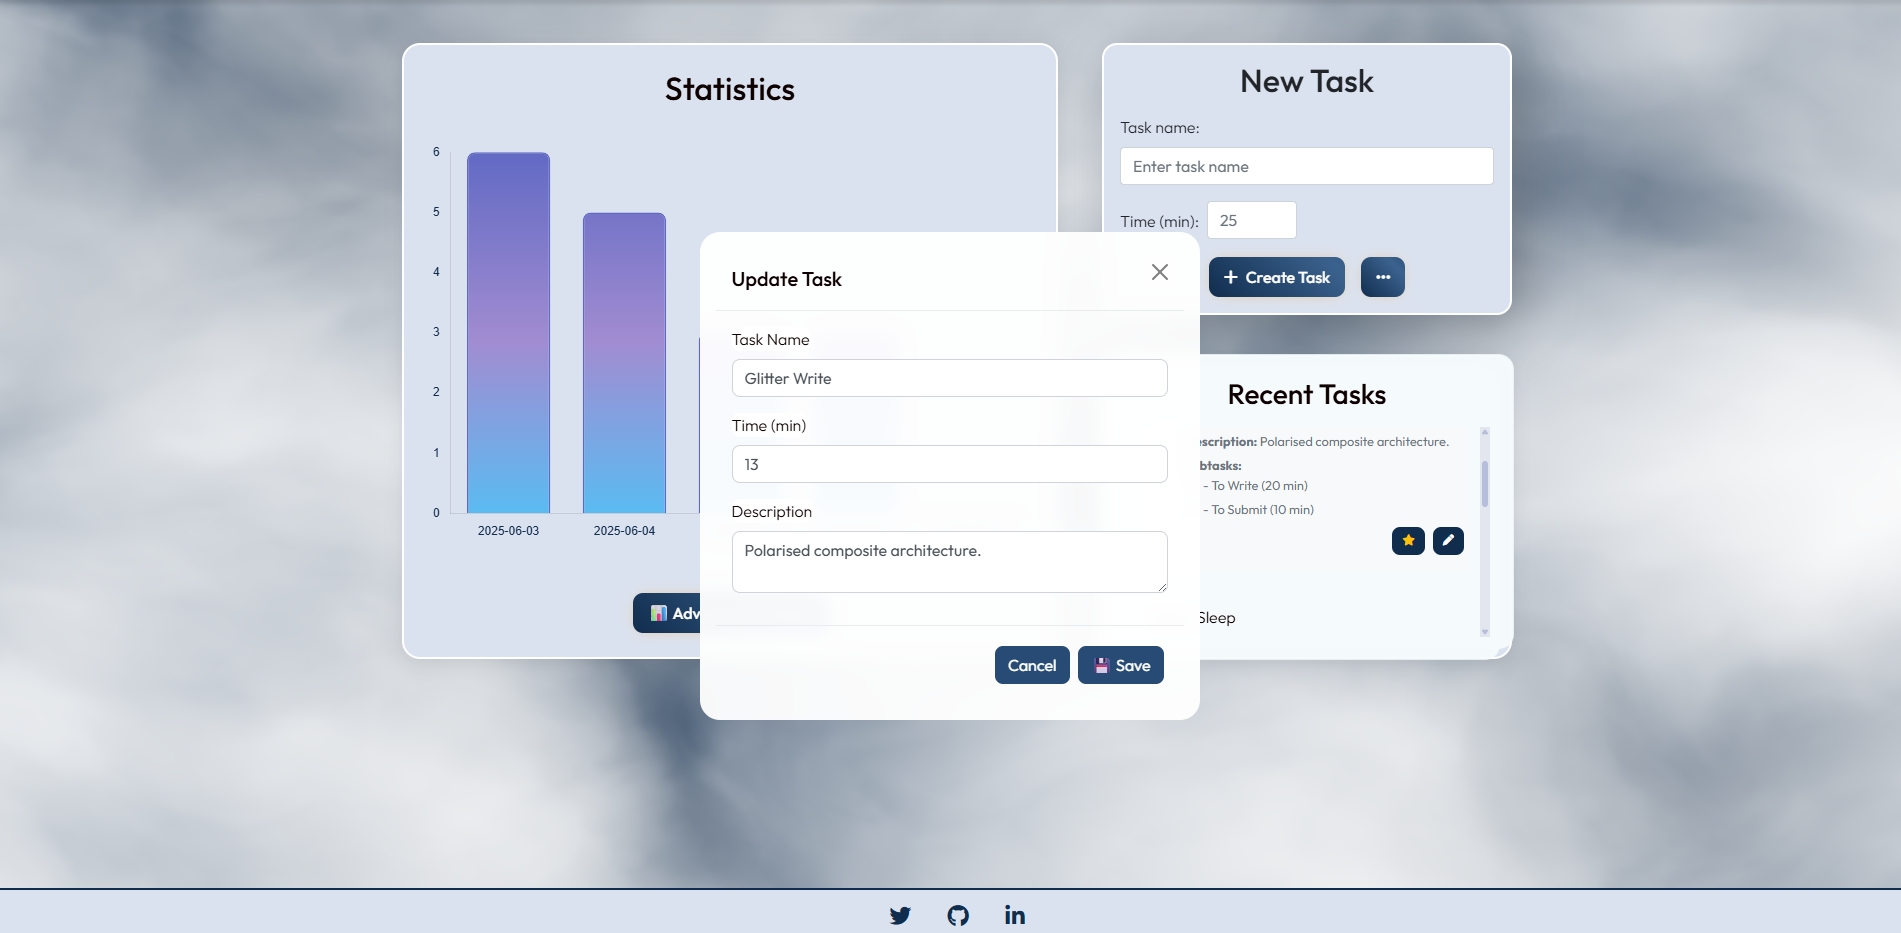 Statistics
6
5
4
3
2
1
0
2025-06-03
2025-06-04
New Task
Task name:
Enter task name
Time (min):
25
Create Task
Update Task
Task Name
Glitter Write
Time (min)
13
Description
Polarised composite architecture.
Cancel
Save
Recent Tasks
scription: Polarised composite architecture.
btasks:
- To Write (20 min)
- To Submit (10 min)
Sleep
Adv